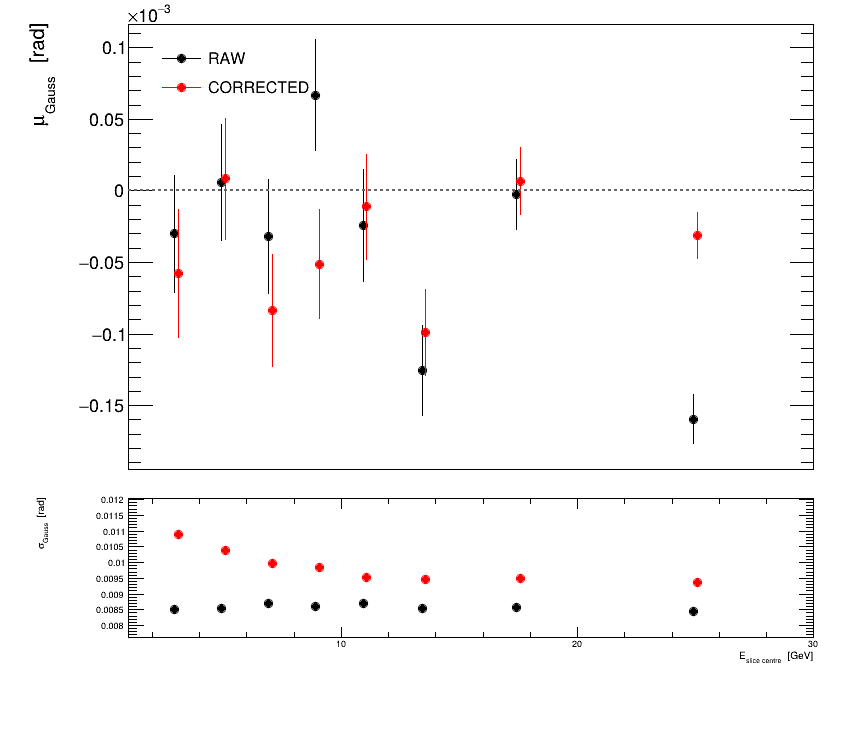 ×10⁻³
μ_Gauss [rad]
0.1
0.05
0
−0.05
−0.1
−0.15
RAW
CORRECTED
σ_Gauss [rad]
0.012
0.0115
0.011
0.0105
0.01
0.0095
0.009
0.0085
0.008
10 20 30
E_slice centre [GeV]